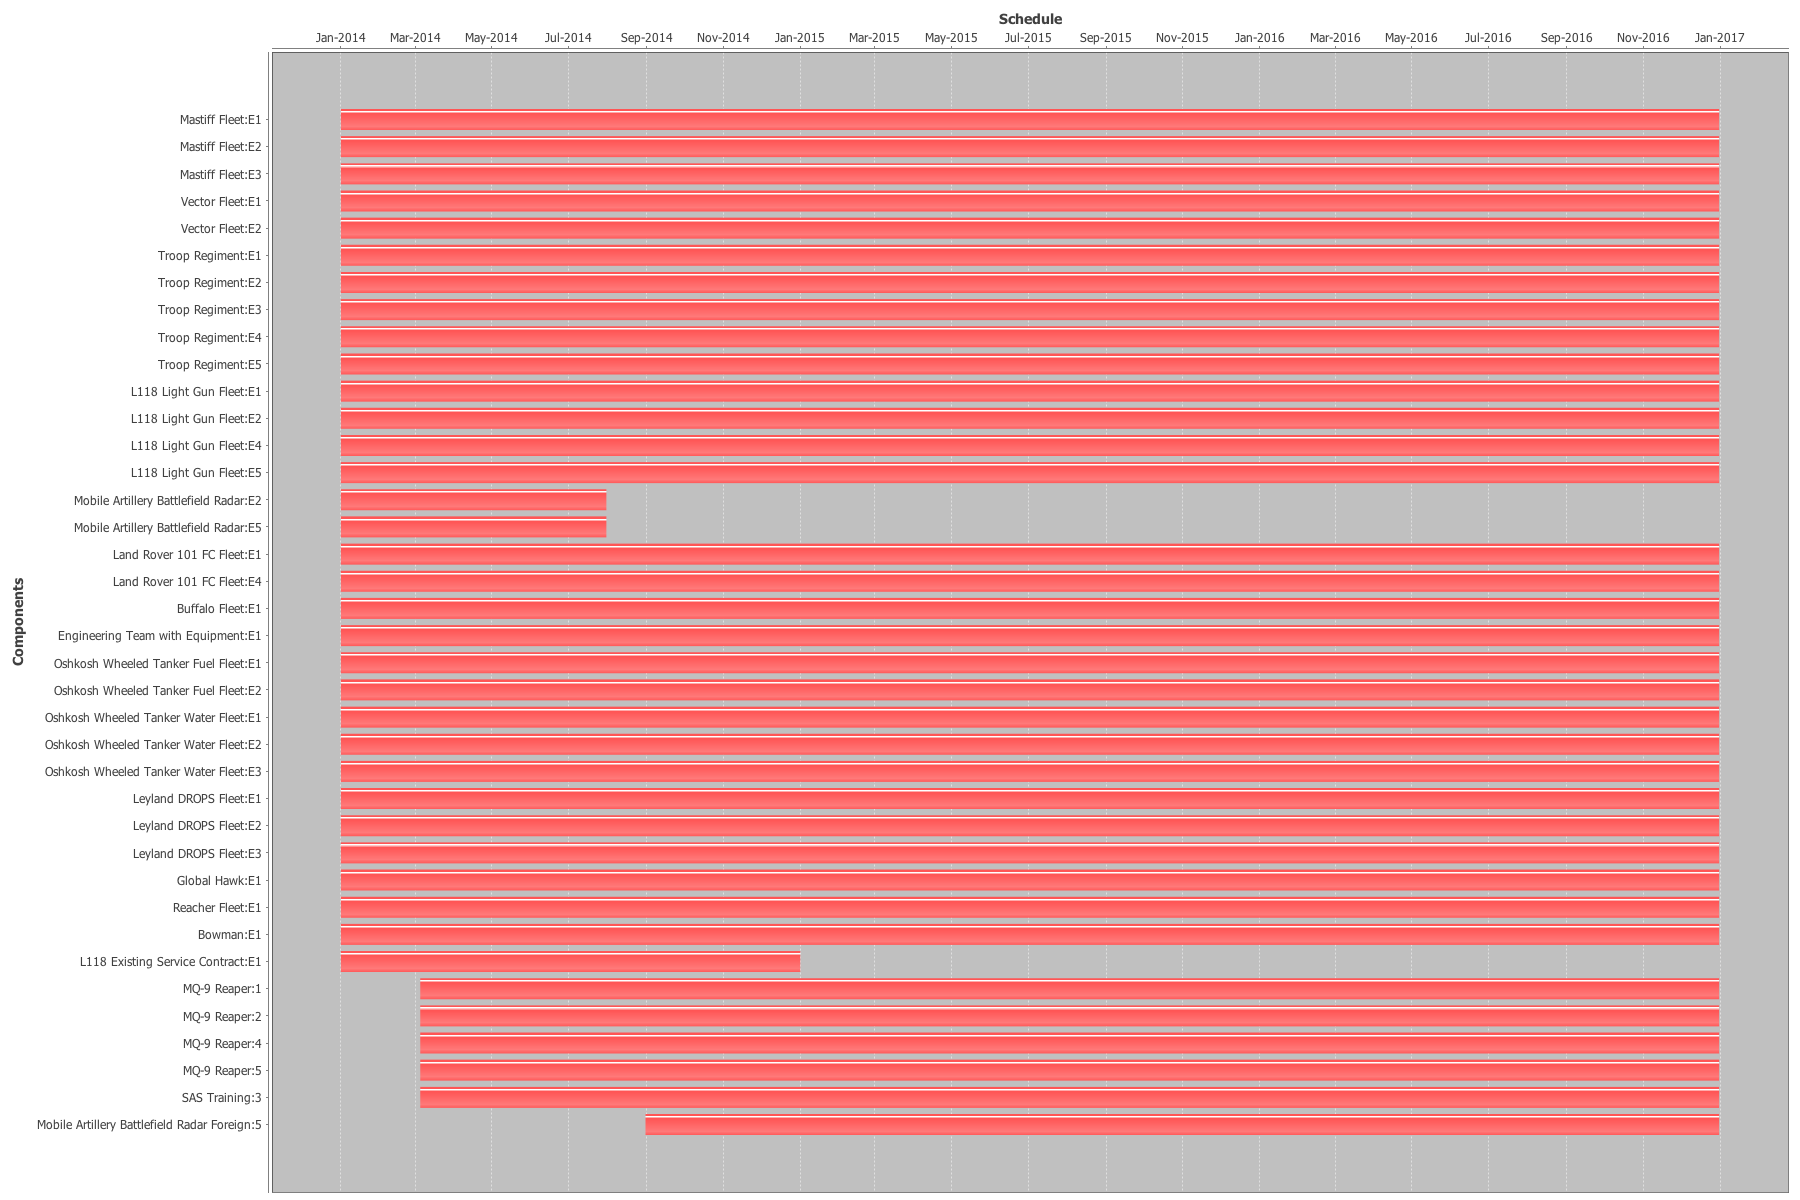 Schedule
Jan-2014 Mar-2014 May-2014 Jul-2014 Sep-2014 Nov-2014 Jan-2015 Mar-2015 May-2015 Jul-2015 Sep-2015 Nov-2015 Jan-2016 Mar-2016 May-2016 Jul-2016 Sep-2016 Nov-2016 Jan-2017
Components
Mastiff Fleet:E1
Mastiff Fleet:E2
Mastiff Fleet:E3
Vector Fleet:E1
Vector Fleet:E2
Troop Regiment:E1
Troop Regiment:E2
Troop Regiment:E3
Troop Regiment:E4
Troop Regiment:E5
L118 Light Gun Fleet:E1
L118 Light Gun Fleet:E2
L118 Light Gun Fleet:E4
L118 Light Gun Fleet:E5
Mobile Artillery Battlefield Radar:E2
Mobile Artillery Battlefield Radar:E5
Land Rover 101 FC Fleet:E1
Land Rover 101 FC Fleet:E4
Buffalo Fleet:E1
Engineering Team with Equipment:E1
Oshkosh Wheeled Tanker Fuel Fleet:E1
Oshkosh Wheeled Tanker Fuel Fleet:E2
Oshkosh Wheeled Tanker Water Fleet:E1
Oshkosh Wheeled Tanker Water Fleet:E2
Oshkosh Wheeled Tanker Water Fleet:E3
Leyland DROPS Fleet:E1
Leyland DROPS Fleet:E2
Leyland DROPS Fleet:E3
Global Hawk:E1
Reacher Fleet:E1
Bowman:E1
L118 Existing Service Contract:E1
MQ-9 Reaper:1
MQ-9 Reaper:2
MQ-9 Reaper:4
MQ-9 Reaper:5
SAS Training:3
Mobile Artillery Battlefield Radar Foreign:5